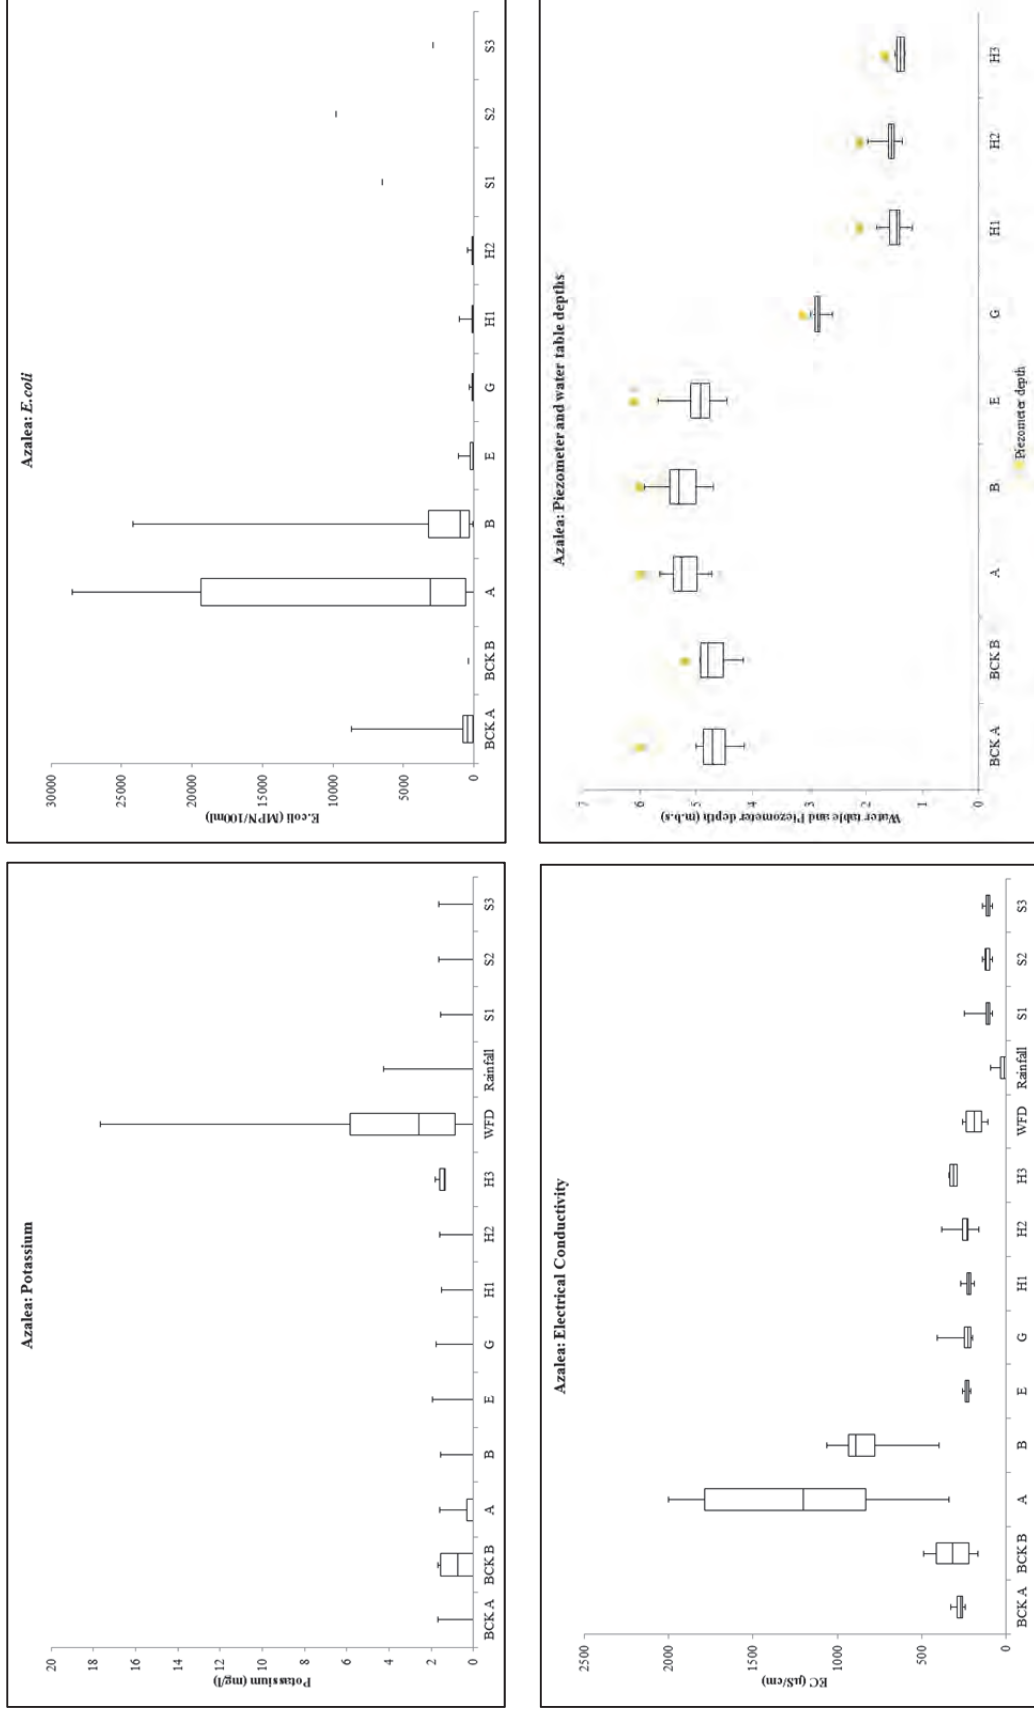 Azalea: Potassium
Potassium (mg/l)
20
18
16
14
12
10
8
6
4
2
0
BCK A BCK B A B E G H1 H2 H3 WFD Rainfall S1 S2 S3
Azalea: E.coli
E.coli (MPN/100ml)
30000
25000
20000
15000
10000
5000
0
BCK A BCK B A B E G H1 H2 S1 S2 S3
Azalea: Electrical Conductivity
EC (µS/cm)
2500
2000
1500
1000
500
0
BCK A BCK B A B E G H1 H2 H3 WFD Rainfall S1 S2 S3
Azalea: Piezometer and water table depths
Water table and Piezometer depth (m-b-s)
7
6
5
4
3
2
1
0
BCK A BCK B A B E G H1 H2 H3
Piezometer depth